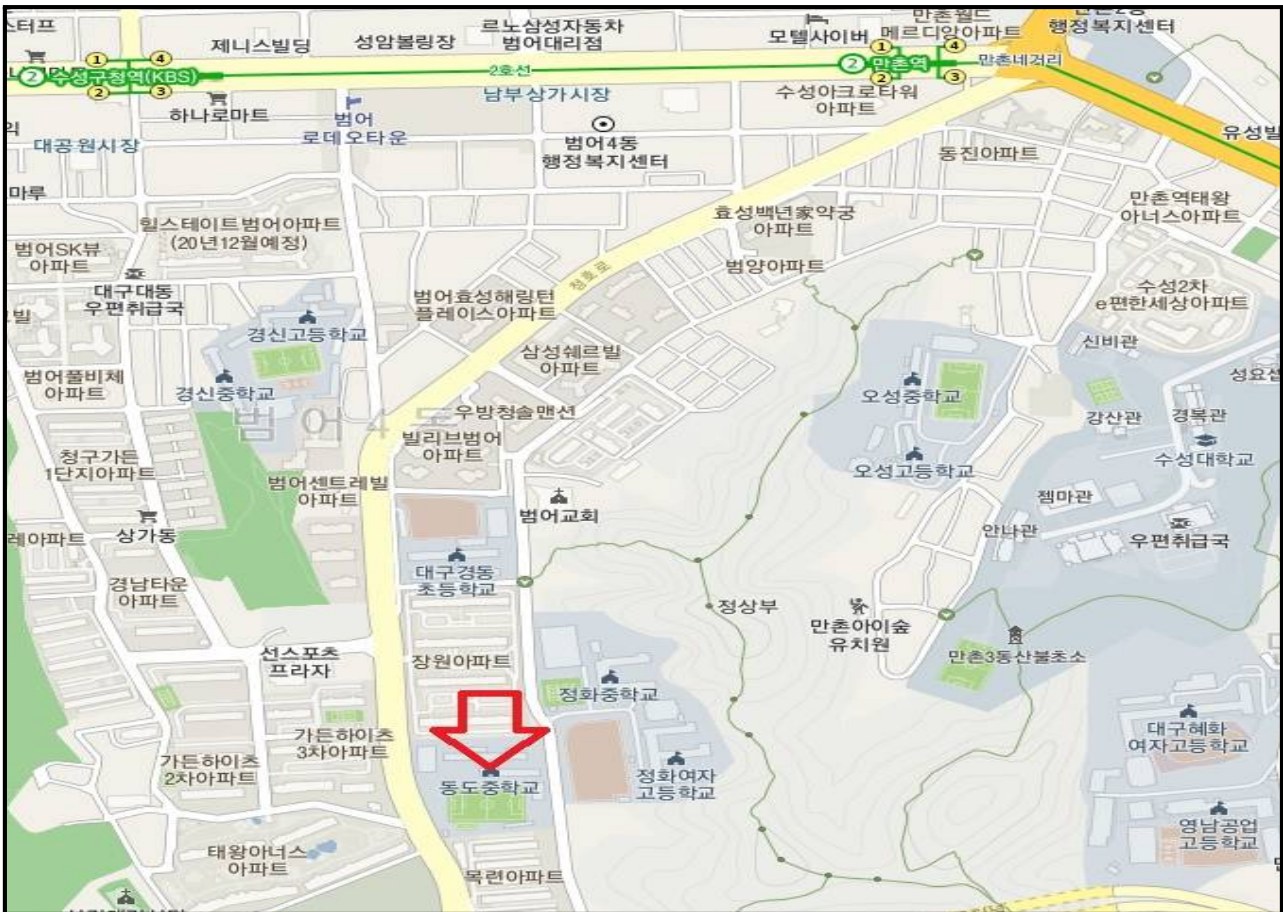 스터프
제니스빌딩
성암볼링장
르노삼성자동차
범어대리점
모텔사이버
만촌월드
메르디앙아파트
행정복지센터
1
4
2 수성구청역(KBS)
2
3
2호선
1
4
2 만촌역
2
3
만촌네거리
하나로마트
범어
로데오타운
남부상가시장
수성아크로타워
아파트
대공원시장
범어4동
행정복지센터
동진아파트
유성빌
마루
힐스테이트범어아파트
(20년12월예정)
효성백년家약궁
아파트
만촌역태왕
아너스아파트
범어SK뷰
아파트
대구대동
우편취급국
청호로
범양아파트
수성2차
e편한세상아파트
빌
경신고등학교
범어효성해링턴
플레이스아파트
신비관
범어풀비체
아파트
경신중학교
삼성쉐르빌
아파트
오성중학교
강산관
경복관
성요셉
범어4동
우방청솔맨션
빌리브범어
아파트
청구가든
1단지아파트
범어센트레빌
아파트
오성고등학교
수성대학교
젬마관
상가동
범어교회
안나관
우편취급국
레아파트
대구경동
초등학교
경남타운
아파트
정상부
만촌아이숲
유치원
선스포츠
프라자
장원아파트
만촌3동산불초소
정화중학교
가든하이츠
3차아파트
가든하이츠
2차아파트
동도중학교
정화여자
고등학교
대구혜화
여자고등학교
영남공업
고등학교
태왕아너스
아파트
목련아파트